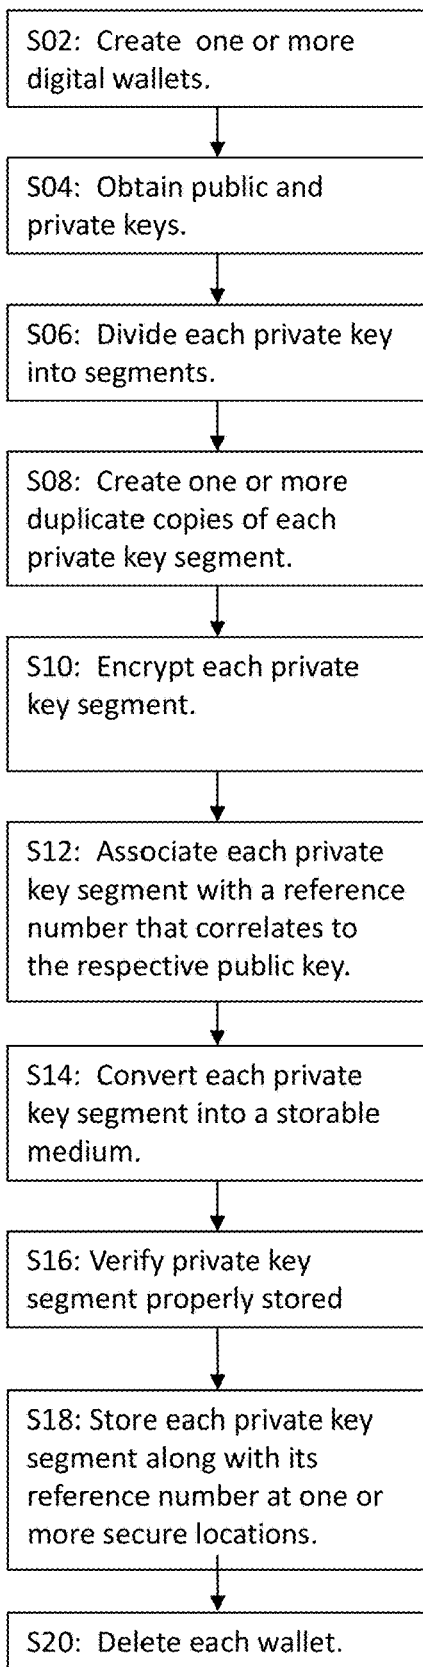 S02: Create one or more
digital wallets.
S04: Obtain public and
private keys.
S06: Divide each private key
into segments.
S08: Create one or more
duplicate copies of each
private key segment.
S10: Encrypt each private
key segment.
S12: Associate each private
key segment with a reference
number that correlates to
the respective public key.
S14: Convert each private
key segment into a storable
medium.
S16: Verify private key
segment properly stored
S18: Store each private key
segment along with its
reference number at one or
more secure locations.
S20: Delete each wallet.